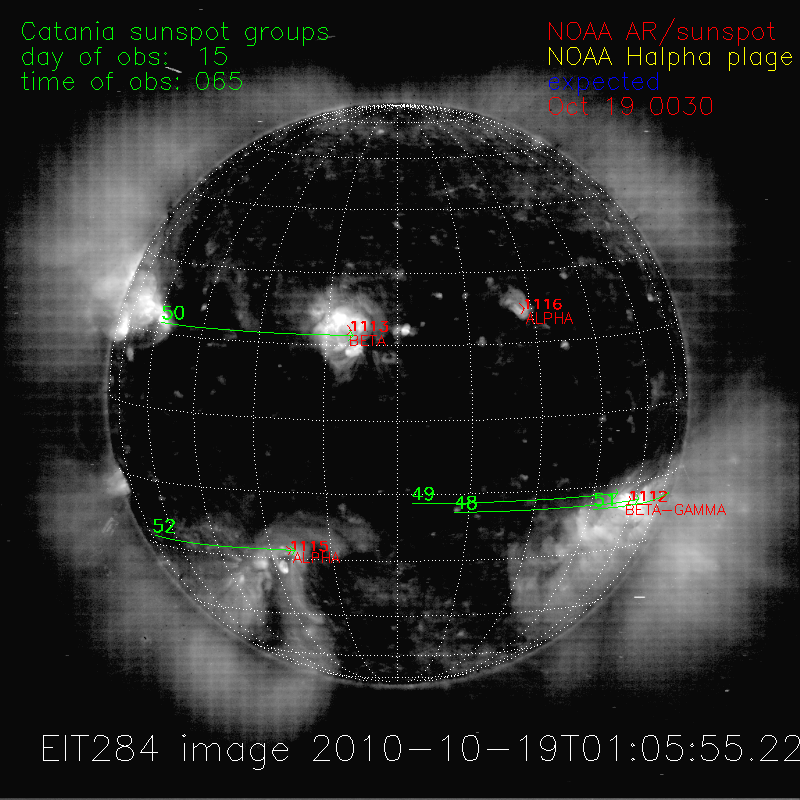 Catania sunspot groups
day of obs: 15
time of obs: 065
NOAA AR/sunspot
NOAA Halpha plage
expected
Oct 19 0030
50
1113
BETA
1116
ALPHA
49
48
51
1112
BETA-GAMMA
52
1115
ALPHA
EIT284 image 2010-10-19T01:05:55.22